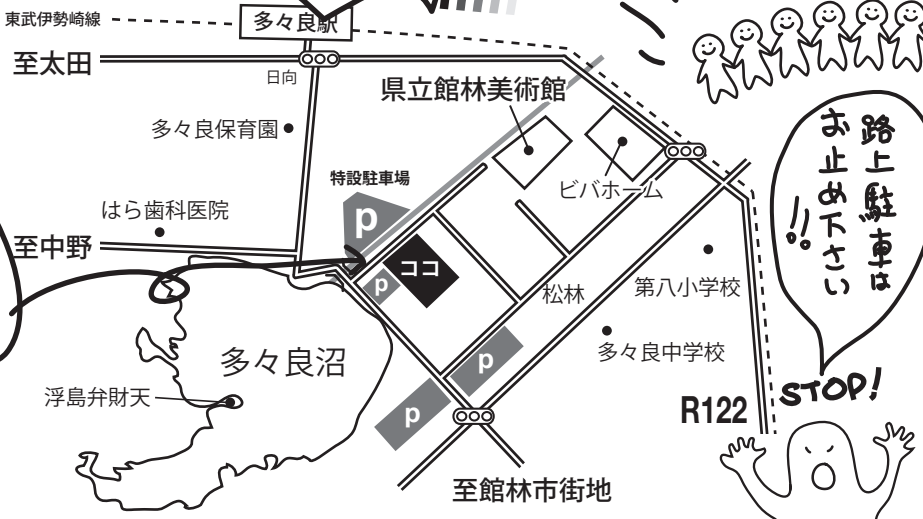 東武伊勢崎線
多々良駅
至太田
日向
県立館林美術館
多々良保育園
特設駐車場
p
ビバホーム
はら歯科医院
至中野
ココ
p
松林
第八小学校
多々良沼
p
多々良中学校
浮島弁財天
p
R122
至館林市街地
路上駐車は
お止め下さい
!!
STOP!